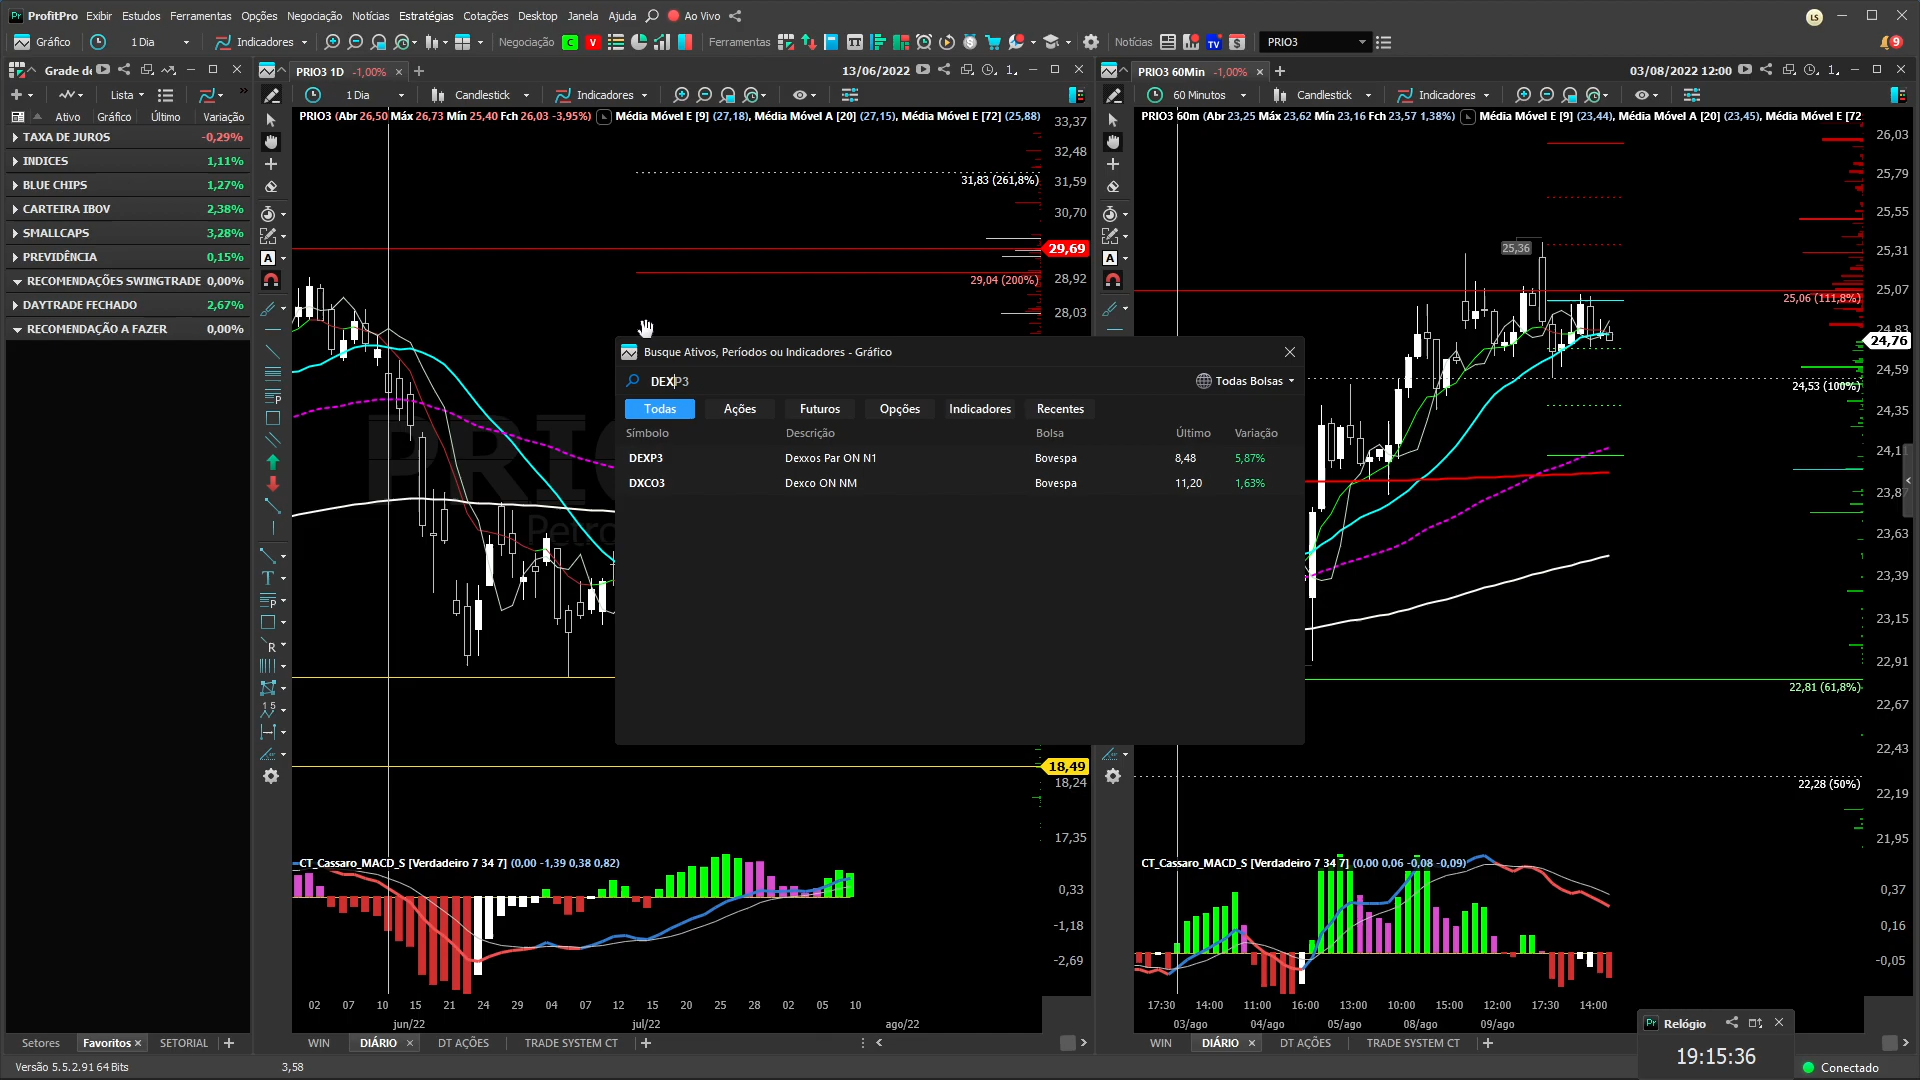 ProfitPro Exibir Estudos Ferramentas Opções Negociação Notícias Estratégias Cotações Desktop Janela Ajuda Ao Vivo LS
Gráfico 1 Dia Indicadores Negociação C V Ferramentas Notícias TV PRIO3 9
Grade de PRIO3 1D -1,00% 13/06/2022 1 PRIO3 60Min -1,00% 03/08/2022 12:00 1
Lista 1 Dia Candlestick Indicadores 60 Minutos Candlestick Indicadores
Ativo Gráfico Último Variação
TAXA DE JUROS -0,29%
INDICES 1,11%
BLUE CHIPS 1,27%
CARTEIRA IBOV 2,38%
SMALLCAPS 3,28%
PREVIDÊNCIA 0,15%
RECOMENDAÇÕES SWINGTRADE 0,00%
DAYTRADE FECHADO 2,67%
RECOMENDAÇÃO A FAZER 0,00%
PRIO3 (Abr 26,50 Máx 26,73 Mín 25,40 Fch 26,03 -3,95%) Média Móvel E [9] (27,18), Média Móvel A [20] (27,15), Média Móvel E [72] (25,88)
33,37
32,48
31,83 (261,8%)
31,59
30,70
29,69
29,04 (200%)
28,92
28,03
18,49
18,24
17,35
CT_Cassaro_MACD_S [Verdadeiro 7 34 7] (0,00 -1,39 0,38 0,82)
0,33
-1,18
-2,69
02 07 10 15 21 24 29 04 07 12 15 20 25 28 02 05 10
jun/22 jul/22 ago/22
Busque Ativos, Períodos ou Indicadores - Gráfico
DEXP3 Todas Bolsas
Todas Ações Futuros Opções Indicadores Recentes
Símbolo Descrição Bolsa Último Variação
DEXP3 Dexxos Par ON N1 Bovespa 8,48 5,87%
DXCO3 Dexco ON NM Bovespa 11,20 1,63%
PRIO3 60m (Abr 23,25 Máx 23,62 Mín 23,16 Fch 23,57 1,38%) Média Móvel E [9] (23,44), Média Móvel A [20] (23,45), Média Móvel E [72
26,03
25,79
25,55
25,36
25,31
25,07
25,06 (111,8%)
24,83
24,76
24,59
24,53 (100%)
24,35
24,11
23,87
23,63
23,39
23,15
22,91
22,81 (61,8%)
22,67
22,43
22,28 (50%)
22,19
21,95
CT_Cassaro_MACD_S [Verdadeiro 7 34 7] (0,00 0,06 -0,08 -0,09)
0,37
0,16
-0,05
17:30 14:00 11:00 16:00 13:00 10:00 15:00 12:00 17:30 14:00
03/ago 04/ago 05/ago 08/ago 09/ago
Relógio
19:15:36
Setores Favoritos SETORIAL WIN DIÁRIO DT AÇÕES TRADE SYSTEM CT WIN DIÁRIO DT AÇÕES TRADE SYSTEM CT
Versão 5.5.2.91 64 Bits 3,58 Conectado